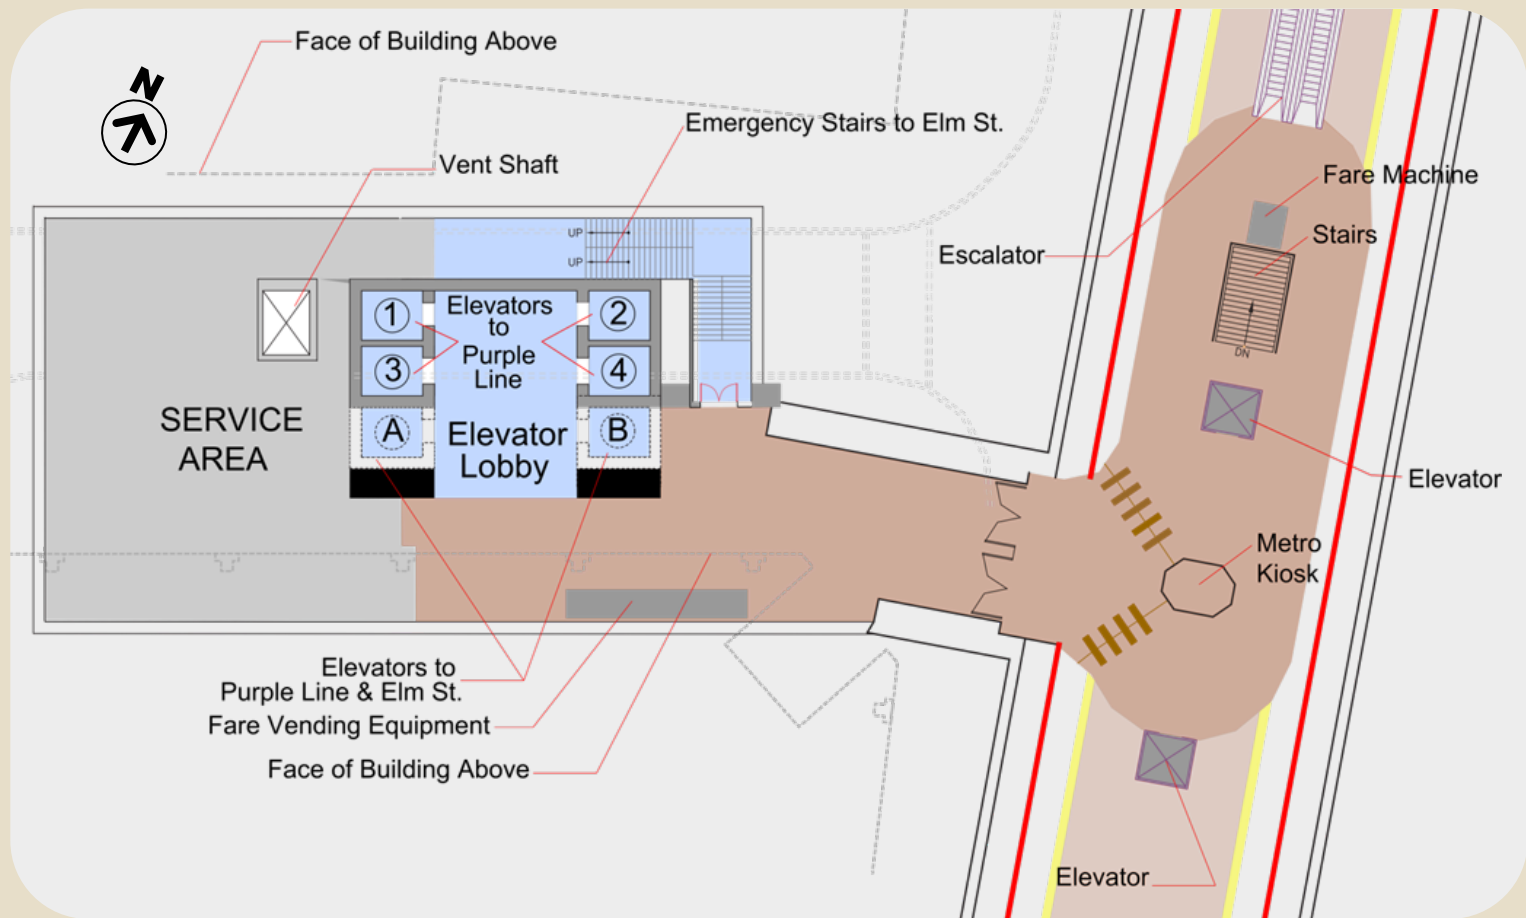 Face of Building Above
N
Emergency Stairs to Elm St.
Vent Shaft
Fare Machine
UP
Stairs
Escalator
UP
1
Elevators
to
Purple
Line
2
3
4
DN
SERVICE
AREA
A
Elevator
Lobby
B
Elevator
Metro
Kiosk
Elevators to
Purple Line & Elm St.
Fare Vending Equipment
Face of Building Above
Elevator